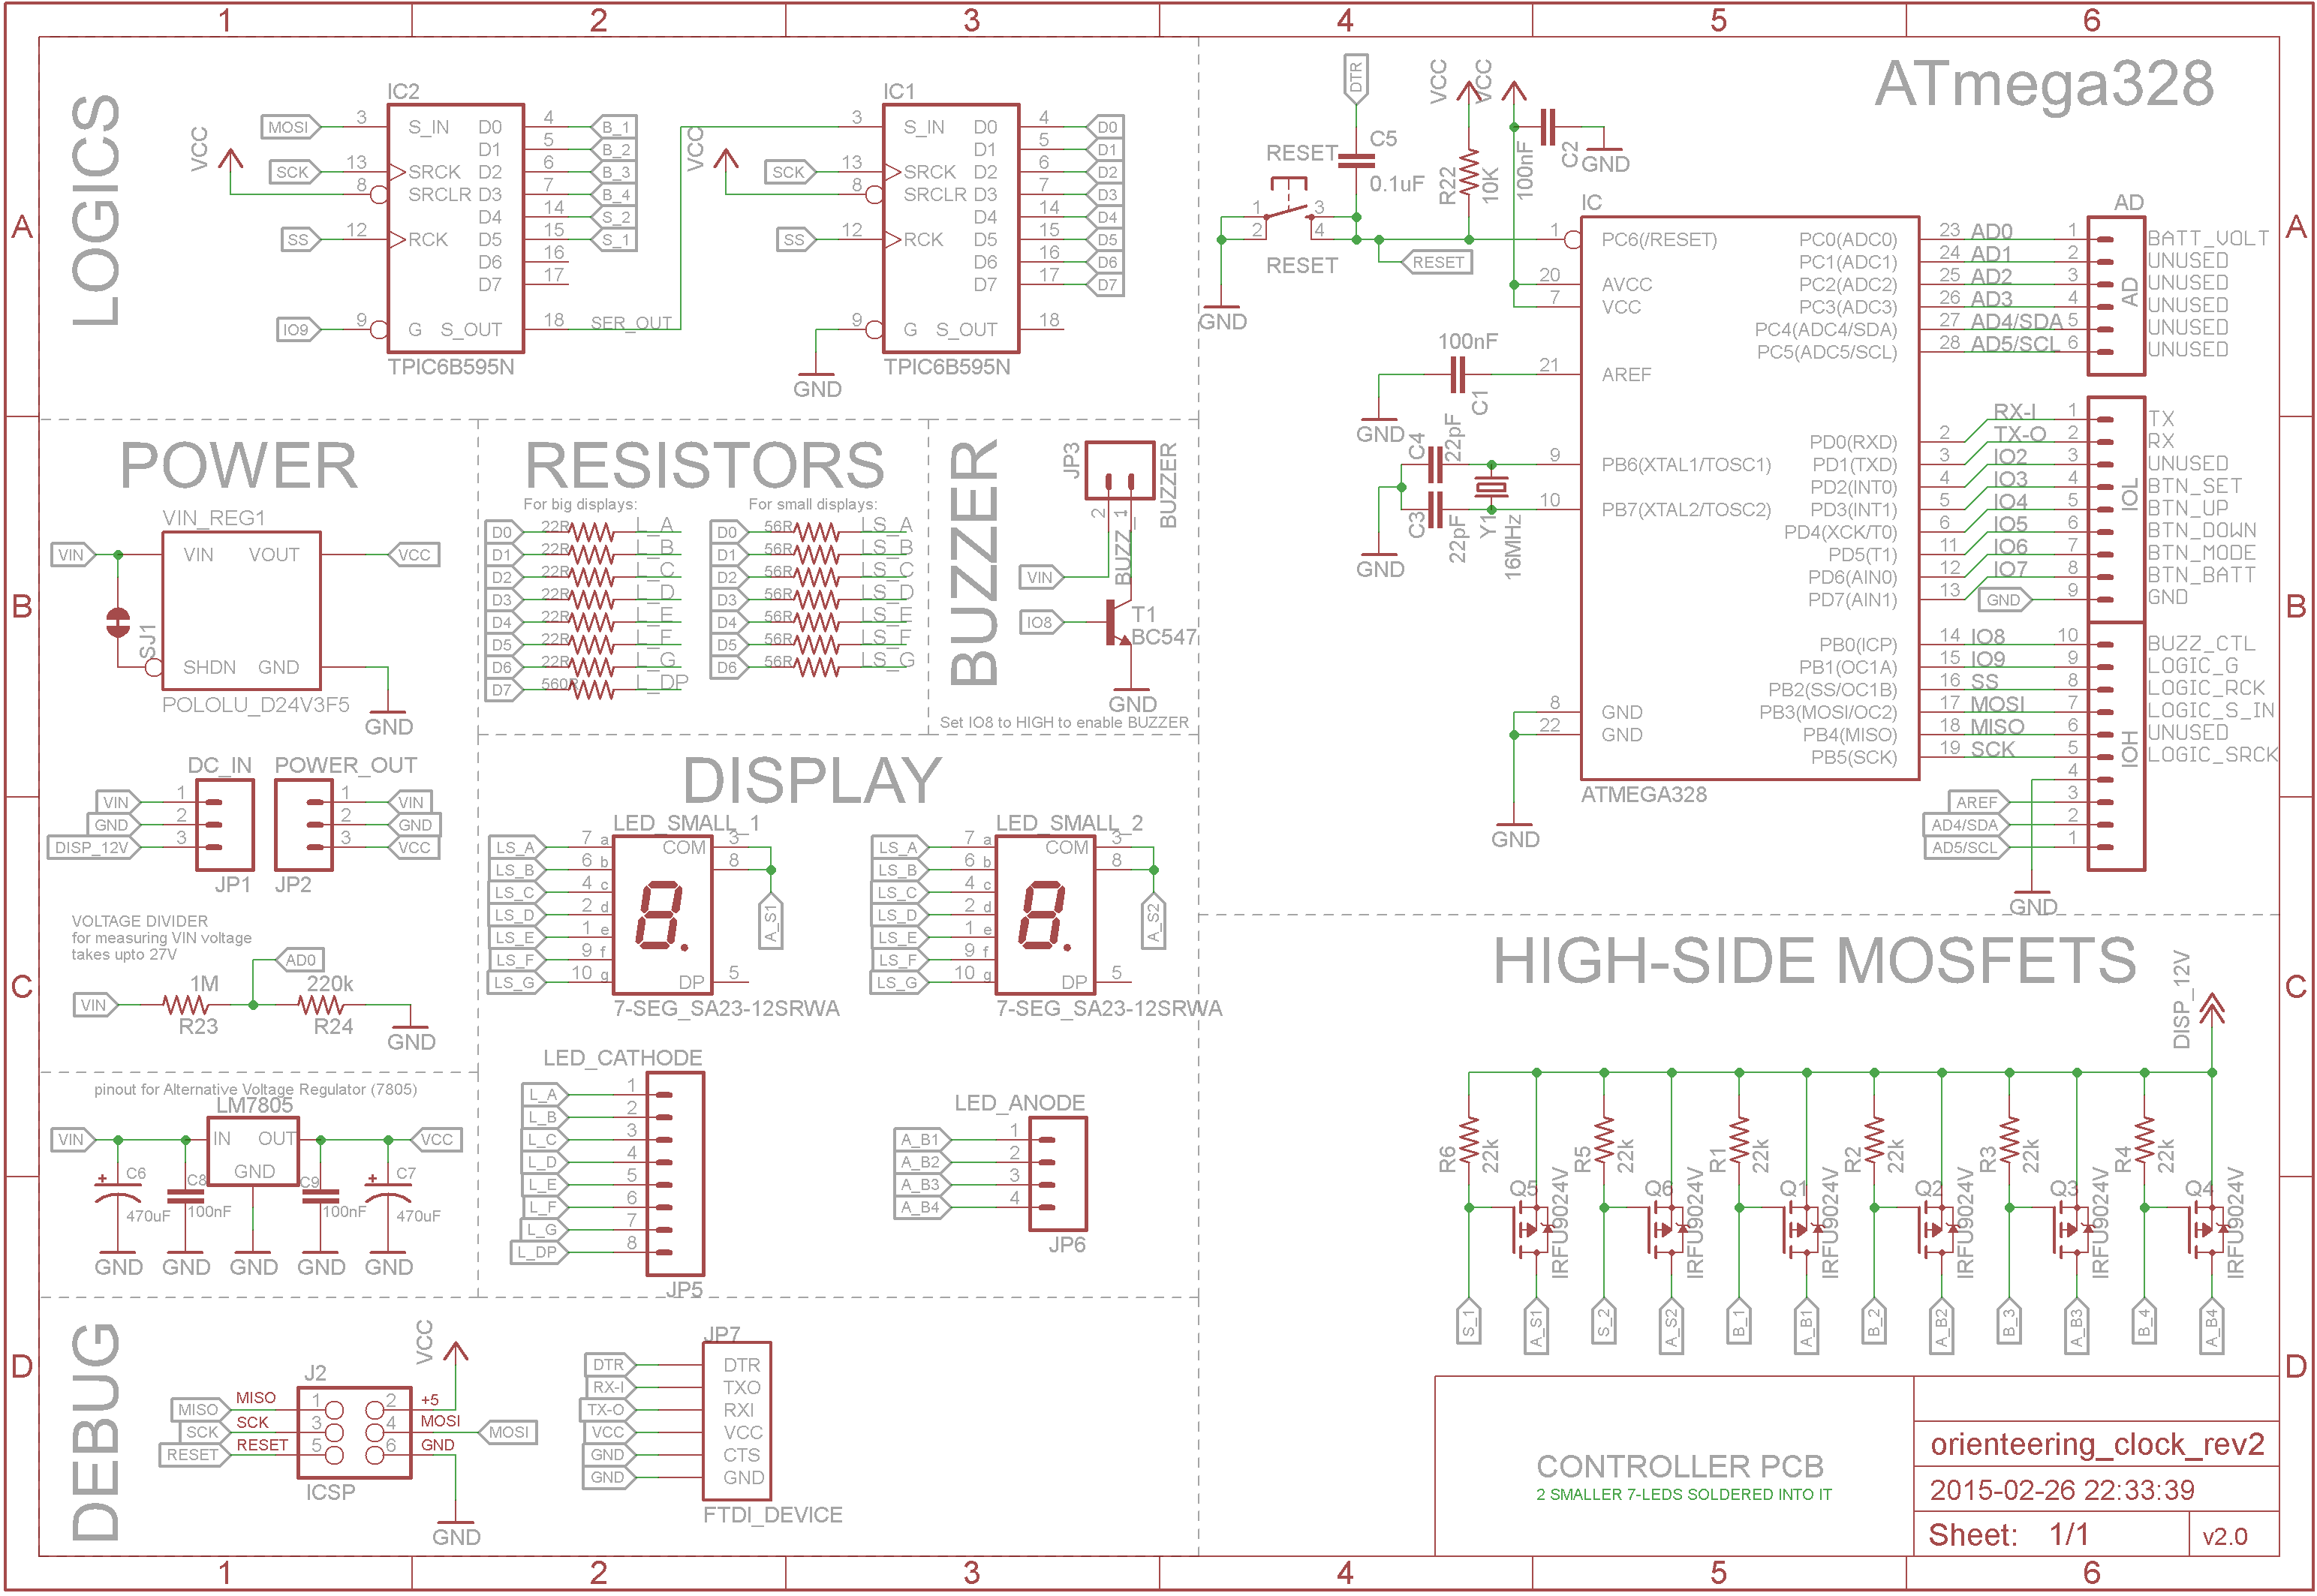 1 2 3 4 5 6
A
B
C
D
LOGICS
IC2
MOSI 3 S_IN D0 4 B_1
D1 5 B_2
VCC
SCK 13 SRCK D2 6 B_3
8 SRCLR D3 7 B_4
D4 14 S_2
SS 12 RCK D5 15 S_1
D6 16
D7 17
IO9 9 G S_OUT 18 SER_OUT
TPIC6B595N
IC1
3 S_IN D0 4 D0
D1 5 D1
VCC
SCK 13 SRCK D2 6 D2
8 SRCLR D3 7 D3
D4 14 D4
SS 12 RCK D5 15 D5
D6 16 D6
D7 17 D7
9 G S_OUT 18
TPIC6B595N
GND
ATmega328
DTR
VCC
VCC
C5
0.1uF
RESET
1 3
2 4
RESET
GND
R22
10K
100nF
C2
GND
RESET
IC
1 PC6(/RESET)
20 AVCC
7 VCC
100nF
C1
21 AREF
GND
C4
22pF
9 PB6(XTAL1/TOSC1)
10 PB7(XTAL2/TOSC2)
C3
22pF
Y1
16MHz
GND
8 GND
22 GND
GND
ATMEGA328
AD
PC0(ADC0) 23 AD0 1 BATT_VOLT
PC1(ADC1) 24 AD1 2 UNUSED
PC2(ADC2) 25 AD2 3 UNUSED
PC3(ADC3) 26 AD3 4 UNUSED
PC4(ADC4/SDA) 27 AD4/SDA 5 UNUSED
PC5(ADC5/SCL) 28 AD5/SCL 6 UNUSED
AD
RX-I 1 TX
PD0(RXD) 2 TX-O 2 RX
PD1(TXD) 3 IO2 3 UNUSED
PD2(INT0) 4 IO3 4 BTN_SET
PD3(INT1) 5 IO4 5 BTN_UP
PD4(XCK/T0) 6 IO5 6 BTN_DOWN
PD5(T1) 11 IO6 7 BTN_MODE
PD6(AIN0) 12 IO7 8 BTN_BATT
PD7(AIN1) 13 GND 9 GND
IOL
PB0(ICP) 14 IO8 10 BUZZ_CTL
PB1(OC1A) 15 IO9 9 LOGIC_G
PB2(SS/OC1B) 16 SS 8 LOGIC_RCK
PB3(MOSI/OC2) 17 MOSI 7 LOGIC_S_IN
PB4(MISO) 18 MISO 6 UNUSED
PB5(SCK) 19 SCK 5 LOGIC_SRCK
4
AREF 3
AD4/SDA 2
AD5/SCL 1
IOH
GND
POWER
VIN_REG1
VIN VIN VOUT VCC
SJ1
SHDN GND
POLOLU_D24V3F5
GND
DC_IN
VIN 1
GND 2
DISP_12V 3
JP1
POWER_OUT
1 VIN
2 GND
3 VCC
JP2
VOLTAGE DIVIDER
for measuring VIN voltage
takes upto 27V
AD0
VIN
1M
R23
220k
R24
GND
pinout for Alternative Voltage Regulator (7805)
LM7805
VIN IN OUT VCC
GND
C6
470uF
C8
100nF
C9
100nF
C7
470uF
GND GND GND GND GND
RESISTORS
For big displays:
D0 22R L_A
D1 22R L_B
D2 22R L_C
D3 22R L_D
D4 22R L_E
D5 22R L_F
D6 22R L_G
D7 560R L_DP
For small displays:
D0 56R LS_A
D1 56R LS_B
D2 56R LS_C
D3 56R LS_D
D4 56R LS_E
D5 56R LS_F
D6 56R LS_G
BUZZER
JP3
BUZZER
2 1
BUZZ_
VIN
IO8
T1
BC547
GND
Set IO8 to HIGH to enable BUZZER
DISPLAY
LED_SMALL_1
LS_A 7 a COM 3
LS_B 6 b 8
LS_C 4 c
LS_D 2 d
LS_E 1 e
LS_F 9 f
LS_G 10 g DP 5
A_S1
7-SEG_SA23-12SRWA
LED_SMALL_2
LS_A 7 a COM 3
LS_B 6 b 8
LS_C 4 c
LS_D 2 d
LS_E 1 e
LS_F 9 f
LS_G 10 g DP 5
A_S2
7-SEG_SA23-12SRWA
LED_CATHODE
L_A 1
L_B 2
L_C 3
L_D 4
L_E 5
L_F 6
L_G 7
L_DP 8
JP5
LED_ANODE
A_B1 1
A_B2 2
A_B3 3
A_B4 4
JP6
HIGH-SIDE MOSFETS
DISP_12V
R6 22k R5 22k R1 22k R2 22k R3 22k R4 22k
Q5 Q6 Q1 Q2 Q3 Q4
IRFU9024V IRFU9024V IRFU9024V IRFU9024V IRFU9024V IRFU9024V
S_1 A_S1 S_2 A_S2 B_1 A_B1 B_2 A_B2 B_3 A_B3 B_4 A_B4
DEBUG
VCC
J2
MISO MISO 1 2 +5
SCK SCK 3 4 MOSI MOSI
RESET RESET 5 6 GND
ICSP
GND
JP7
DTR DTR
RX-I TXO
TX-O RXI
VCC VCC
GND CTS
GND GND
FTDI_DEVICE
CONTROLLER PCB
2 SMALLER 7-LEDS SOLDERED INTO IT
orienteering_clock_rev2
2015-02-26 22:33:39
Sheet: 1/1 v2.0
A
B
C
D
1 2 3 4 5 6